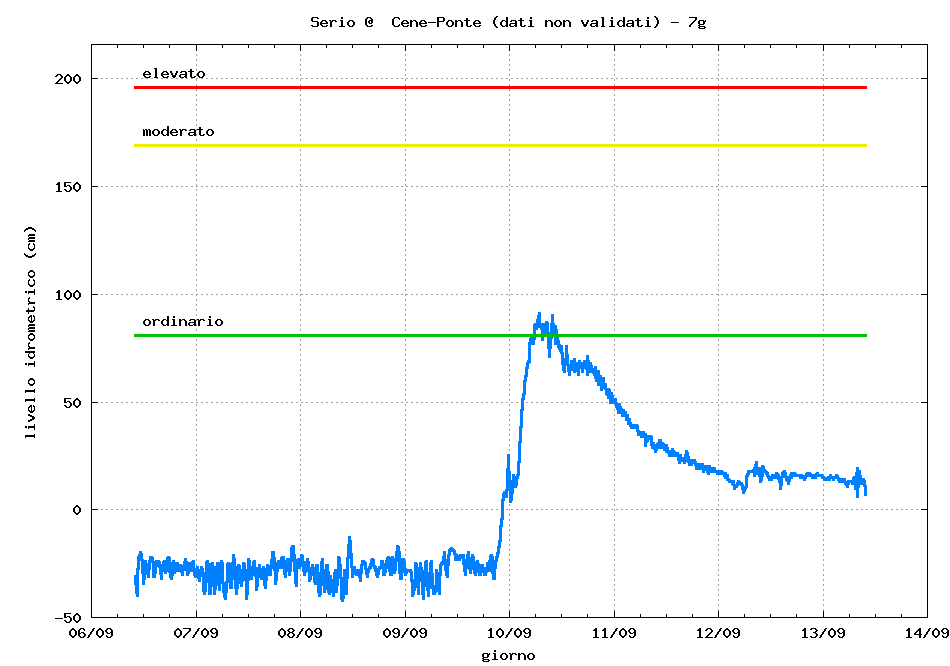 Serio @ Cene-Ponte (dati non validati) - 7g
livello idrometrico (cm)
200
150
100
50
0
-50
elevato
moderato
ordinario
06/09 07/09 08/09 09/09 10/09 11/09 12/09 13/09 14/09
giorno